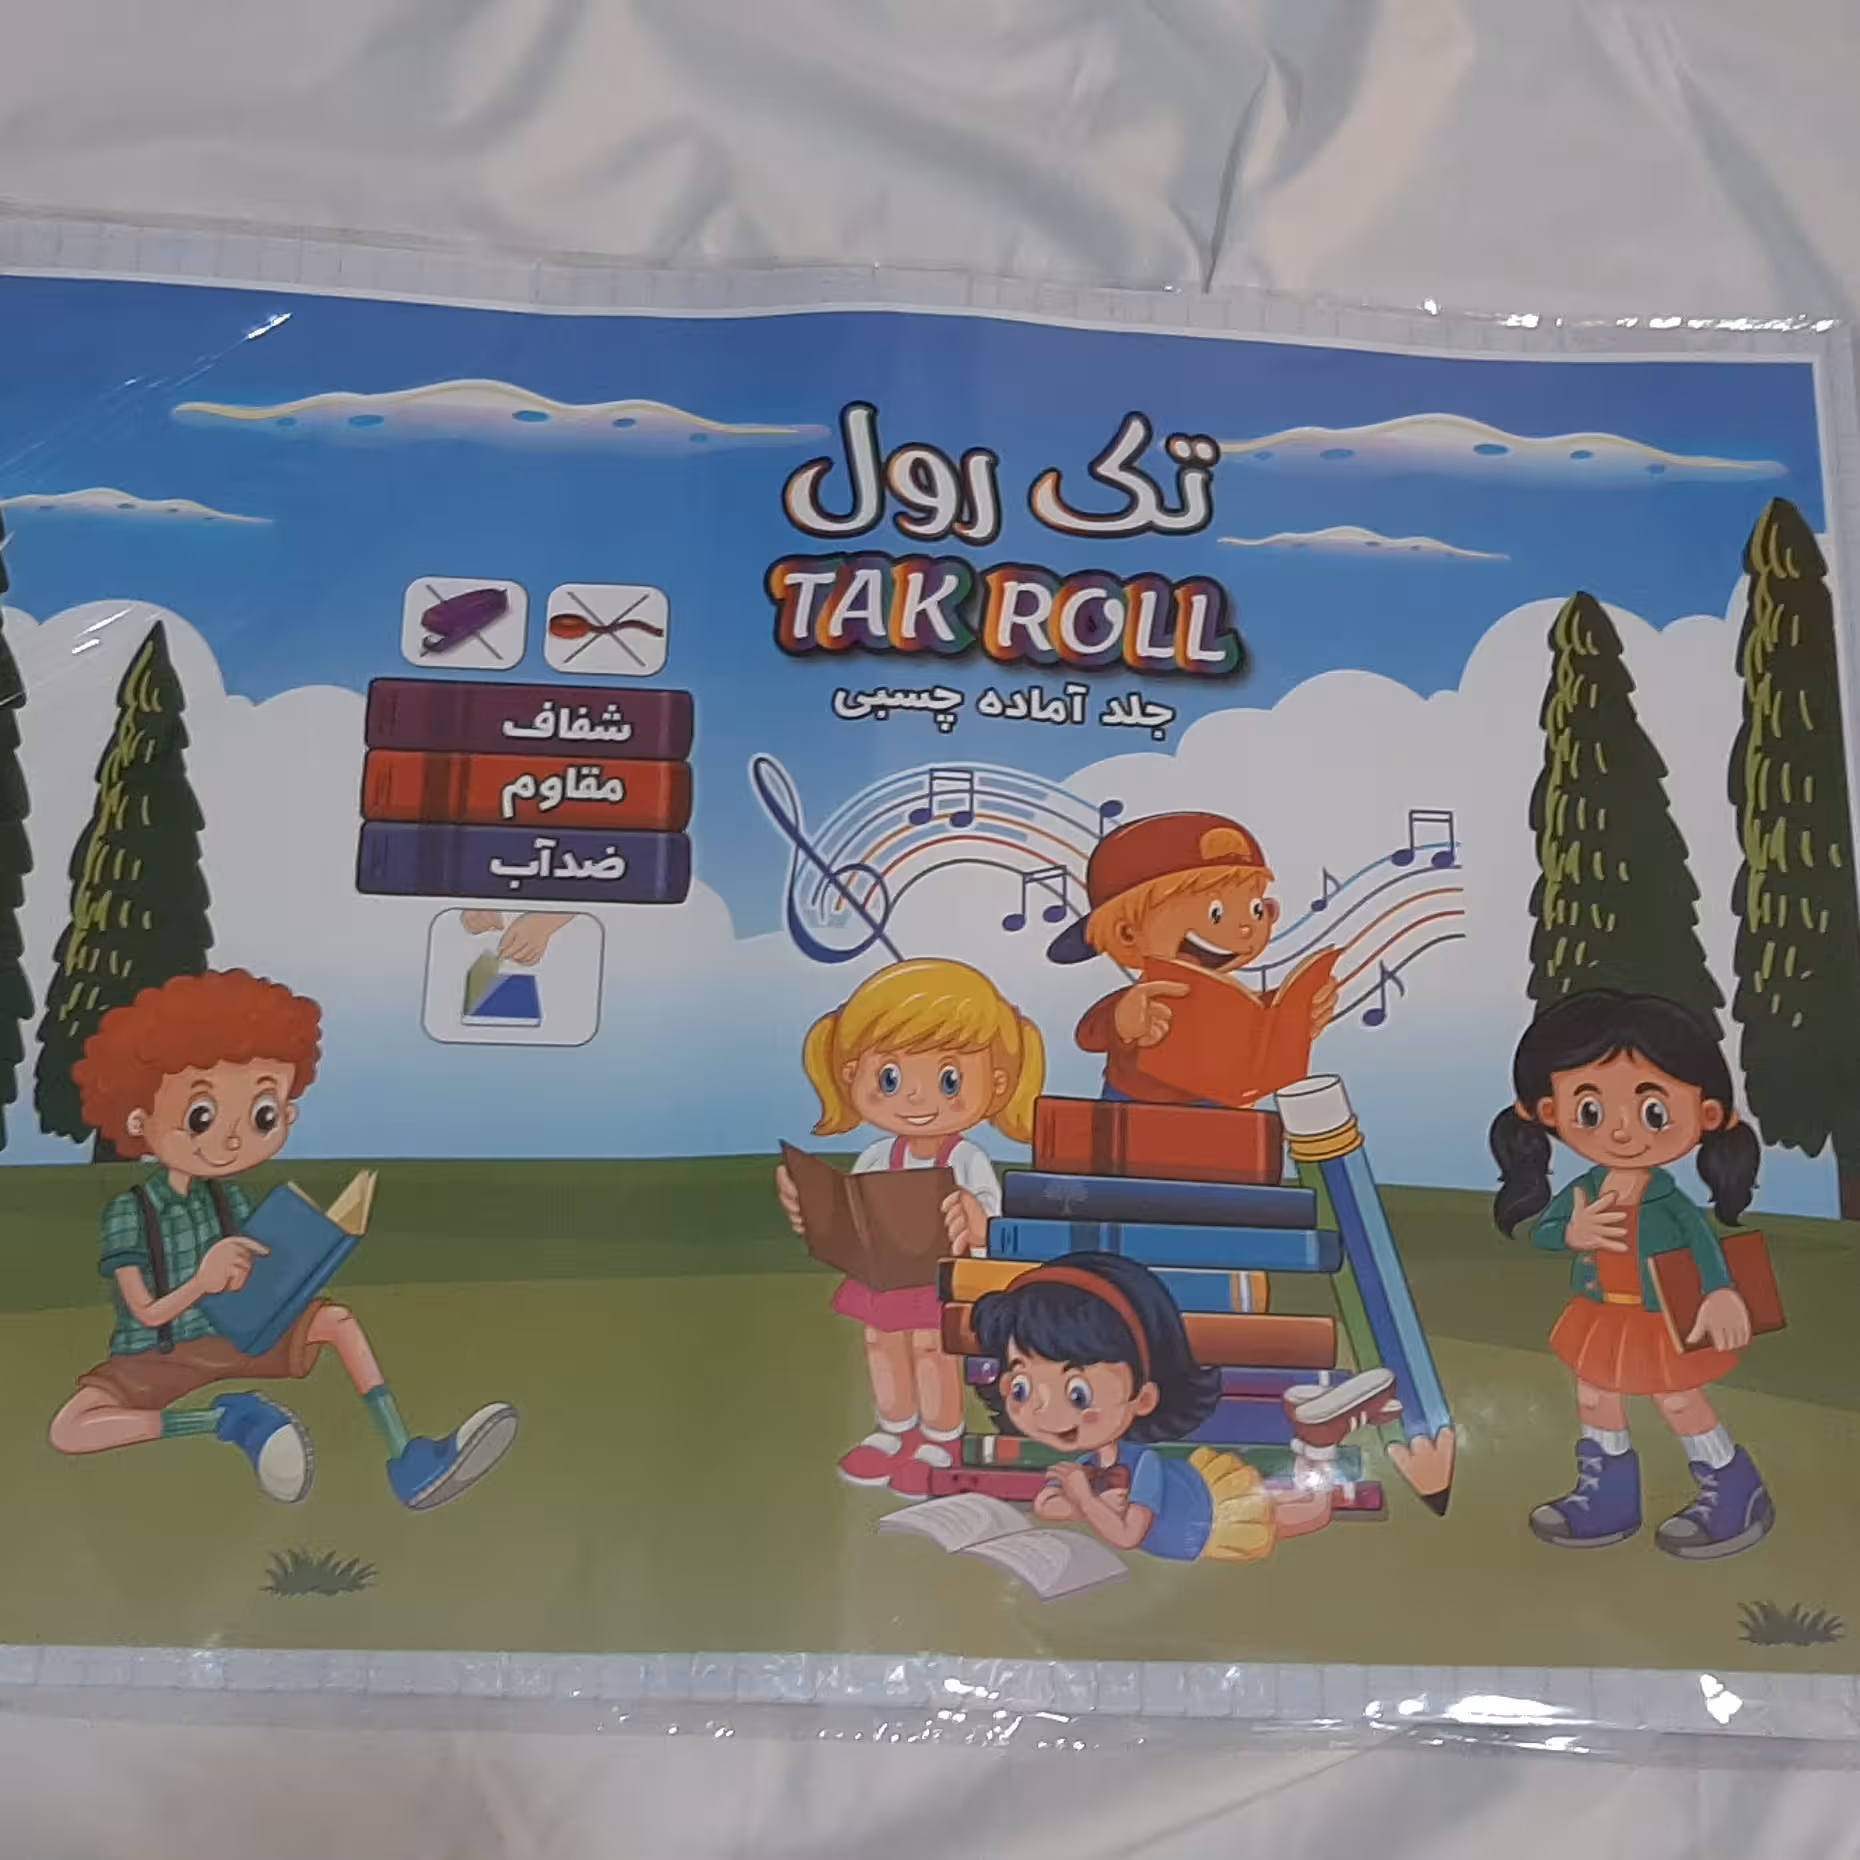 تک رول
TAK ROLL
جلد آماده چسبی
شفاف
مقاوم
ضدآب